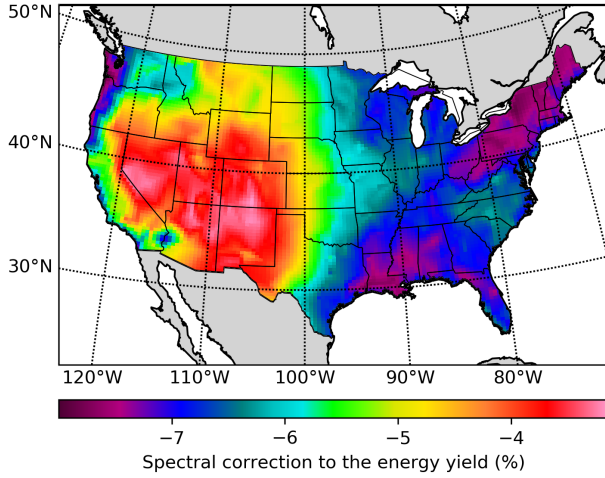 50°N
40°N
30°N
120°W 110°W 100°W 90°W 80°W
−7 −6 −5 −4
Spectral correction to the energy yield (%)